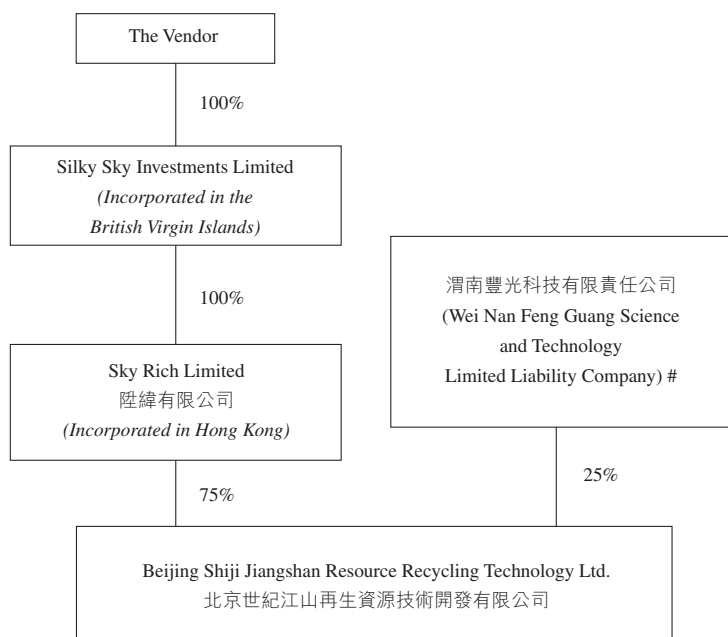 The Vendor
100%
Silky Sky Investments Limited
(Incorporated in the
British Virgin Islands)
100%
渭南豐光科技有限責任公司
(Wei Nan Feng Guang Science
and Technology
Limited Liability Company) #
Sky Rich Limited
陞緯有限公司
(Incorporated in Hong Kong)
75%
25%
Beijing Shiji Jiangshan Resource Recycling Technology Ltd.
北京世紀江山再生資源技術開發有限公司